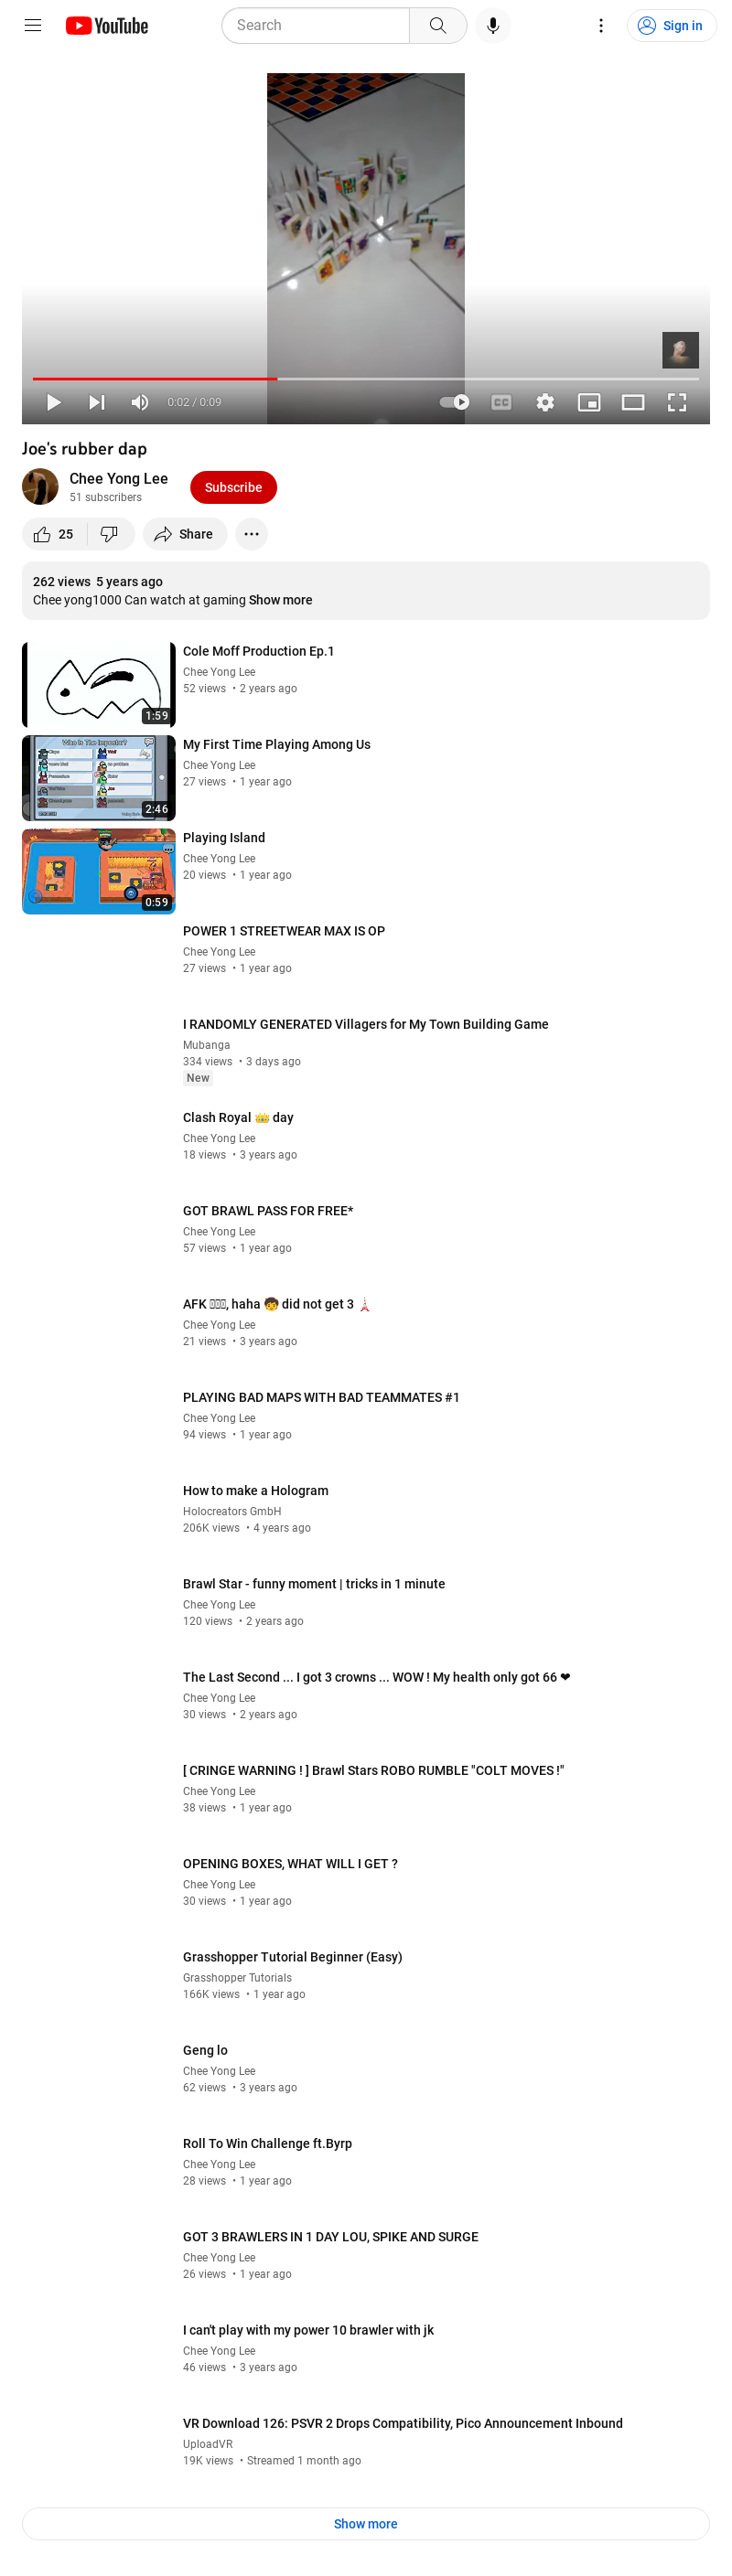 YouTube
Search
Sign in
0:02 / 0:09
CC
Joe's rubber dap
Chee Yong Lee
51 subscribers
Subscribe
25
Share
262 views 5 years ago
Chee yong1000 Can watch at gaming Show more
Cole Moff Production Ep.1
Chee Yong Lee
52 views • 2 years ago
1:59
My First Time Playing Among Us
Chee Yong Lee
27 views • 1 year ago
Who Is The Impostor?
2:46
Playing Island
Chee Yong Lee
20 views • 1 year ago
0:59
POWER 1 STREETWEAR MAX IS OP
Chee Yong Lee
27 views • 1 year ago
I RANDOMLY GENERATED Villagers for My Town Building Game
Mubanga
334 views • 3 days ago
New
Clash Royal 👑 day
Chee Yong Lee
18 views • 3 years ago
GOT BRAWL PASS FOR FREE*
Chee Yong Lee
57 views • 1 year ago
AFK , haha 🧒 did not get 3 🗼
Chee Yong Lee
21 views • 3 years ago
PLAYING BAD MAPS WITH BAD TEAMMATES #1
Chee Yong Lee
94 views • 1 year ago
How to make a Hologram
Holocreators GmbH
206K views • 4 years ago
Brawl Star - funny moment | tricks in 1 minute
Chee Yong Lee
120 views • 2 years ago
The Last Second ... I got 3 crowns ... WOW ! My health only got 66 ❤
Chee Yong Lee
30 views • 2 years ago
[ CRINGE WARNING ! ] Brawl Stars ROBO RUMBLE "COLT MOVES !"
Chee Yong Lee
38 views • 1 year ago
OPENING BOXES, WHAT WILL I GET ?
Chee Yong Lee
30 views • 1 year ago
Grasshopper Tutorial Beginner (Easy)
Grasshopper Tutorials
166K views • 1 year ago
Geng lo
Chee Yong Lee
62 views • 3 years ago
Roll To Win Challenge ft.Byrp
Chee Yong Lee
28 views • 1 year ago
GOT 3 BRAWLERS IN 1 DAY LOU, SPIKE AND SURGE
Chee Yong Lee
26 views • 1 year ago
I can't play with my power 10 brawler with jk
Chee Yong Lee
46 views • 3 years ago
VR Download 126: PSVR 2 Drops Compatibility, Pico Announcement Inbound
UploadVR
19K views • Streamed 1 month ago
Show more